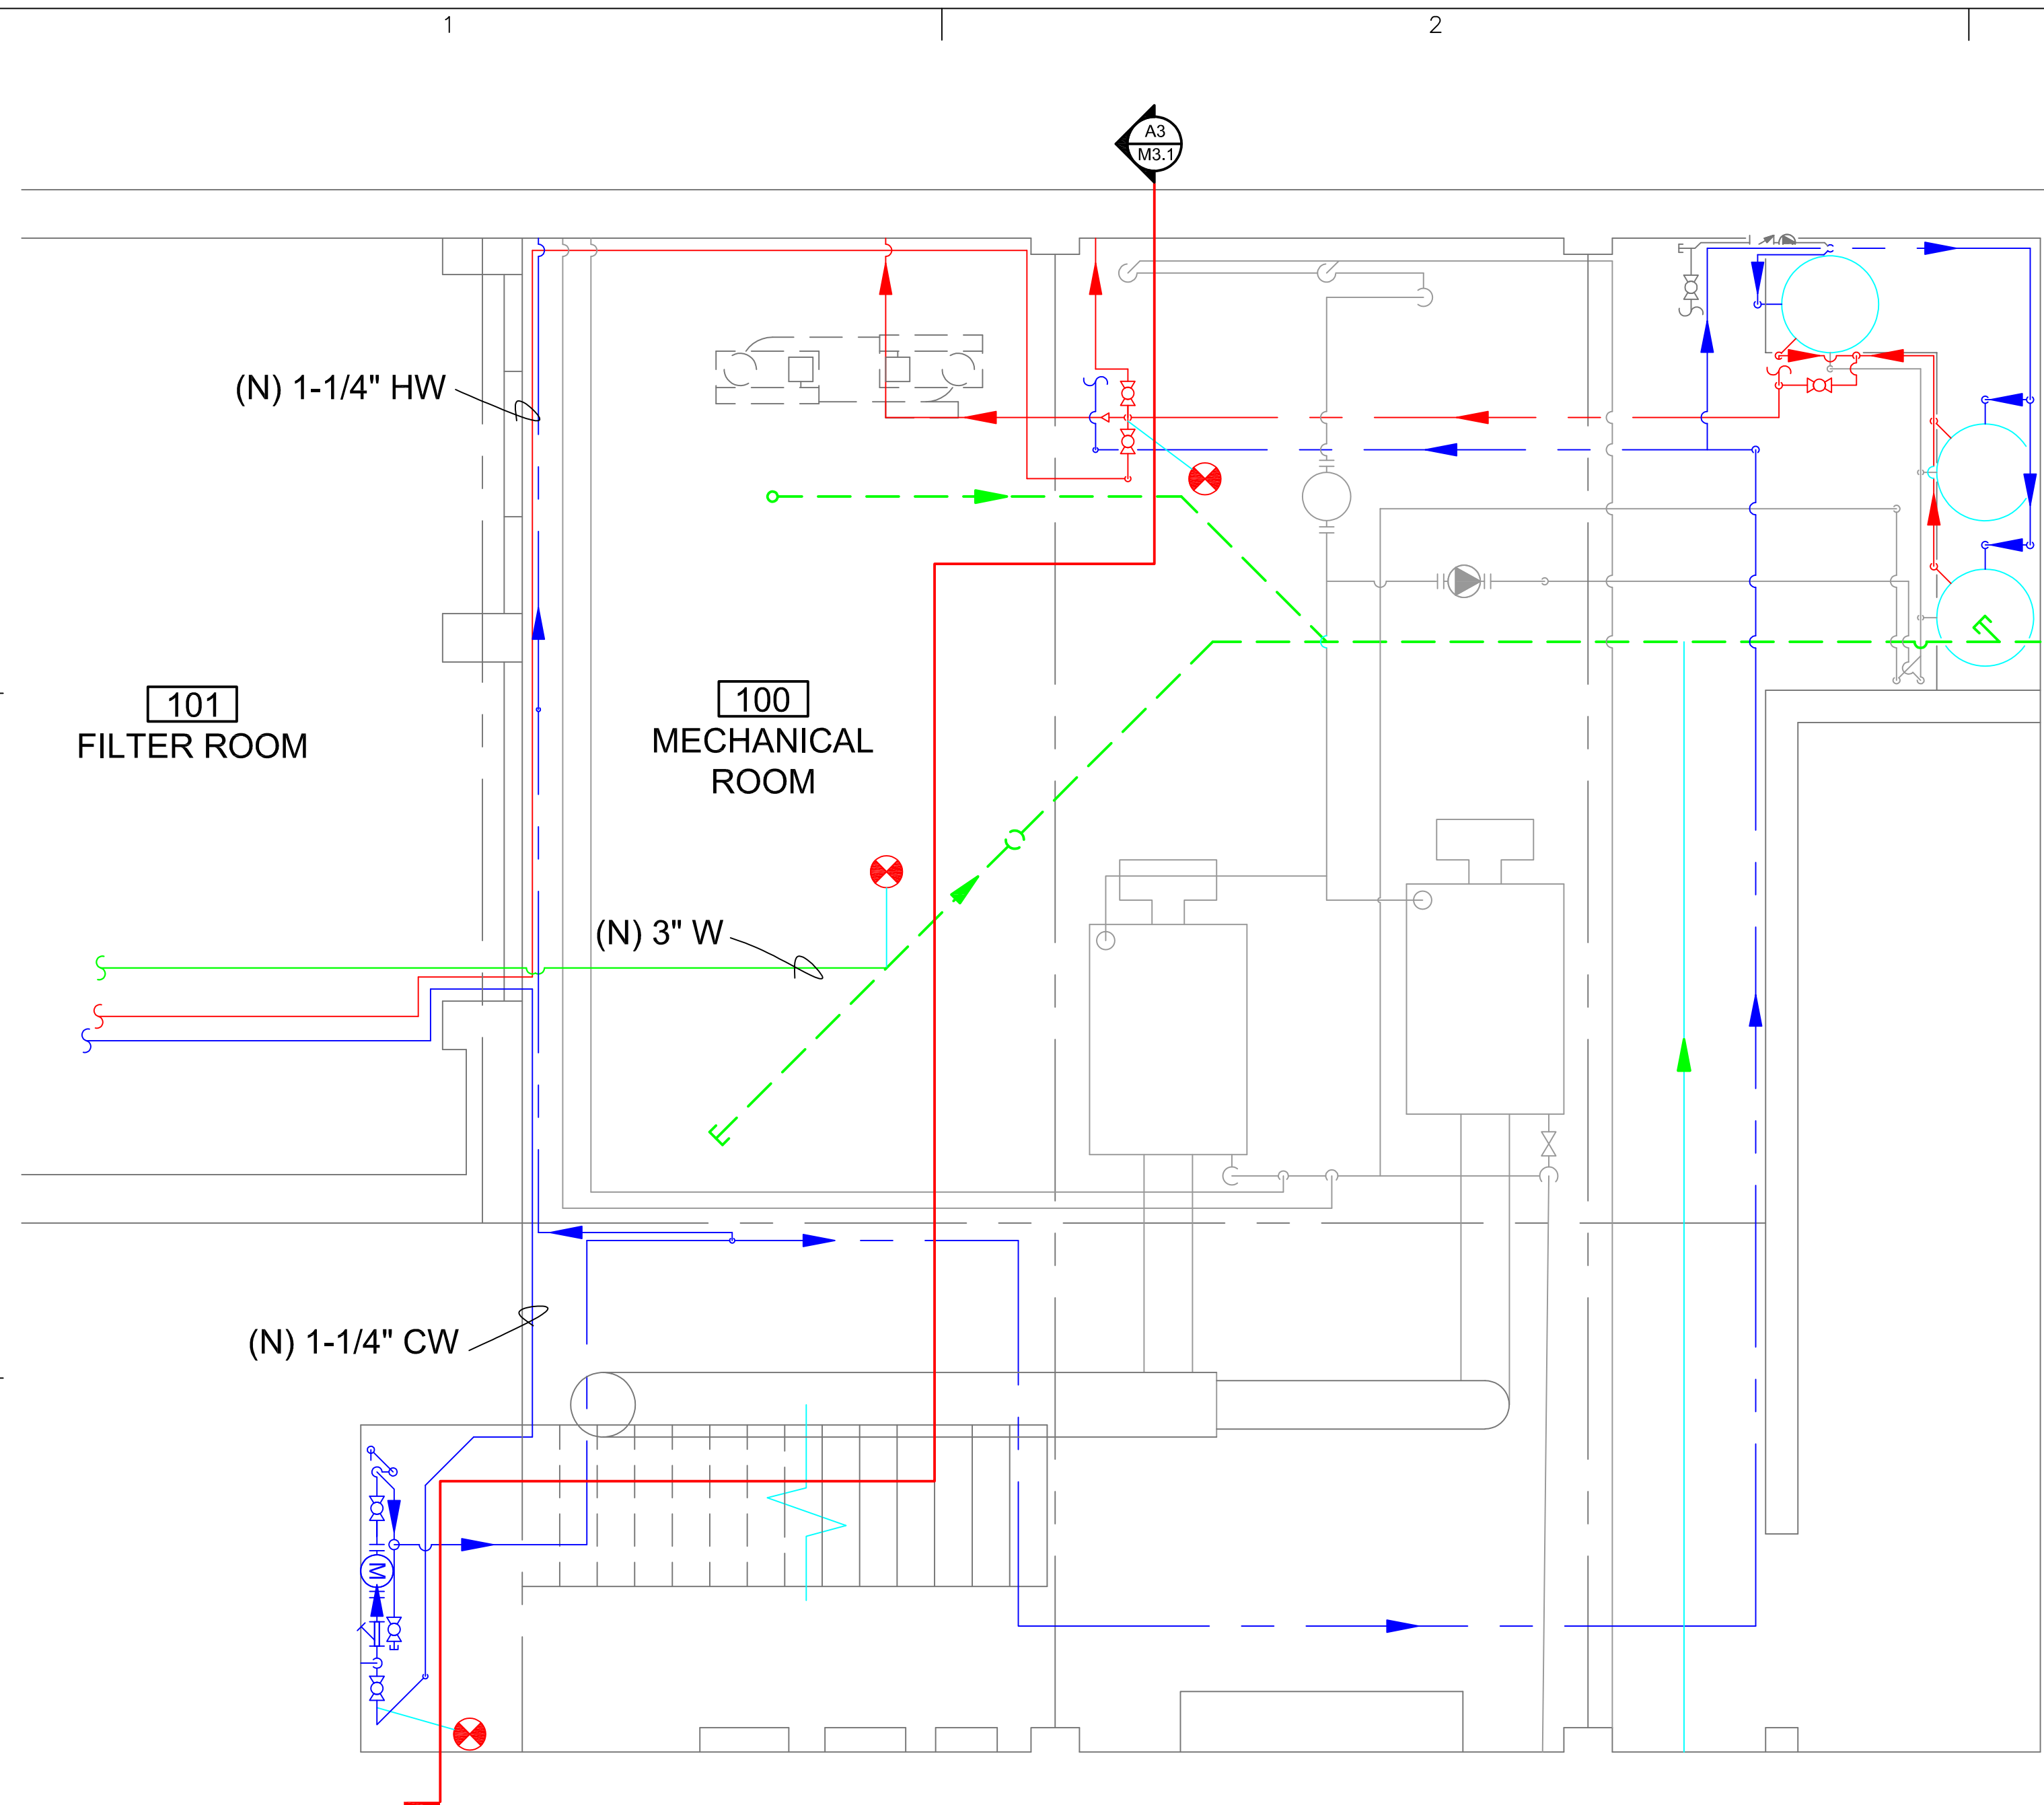 1
2
A3
M3.1
(N) 1-1/4" HW
101
FILTER ROOM
100
MECHANICAL
ROOM
(N) 3" W
(N) 1-1/4" CW
M